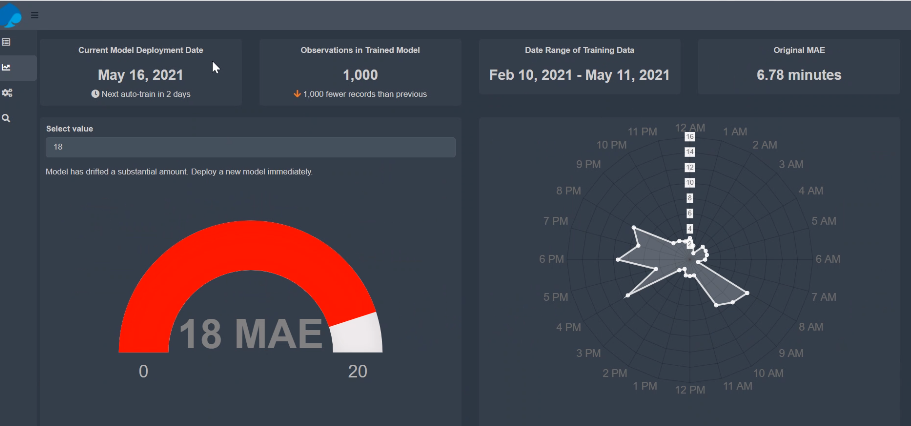 Current Model Deployment Date
May 16, 2021
Next auto-train in 2 days
Observations in Trained Model
1,000
1,000 fewer records than previous
Date Range of Training Data
Feb 10, 2021 - May 11, 2021
Original MAE
6.78 minutes
Select value
18
Model has drifted a substantial amount. Deploy a new model immediately.
18 MAE
0
20
12 AM
1 AM
2 AM
3 AM
4 AM
5 AM
6 AM
7 AM
8 AM
9 AM
10 AM
11 AM
12 PM
1 PM
2 PM
3 PM
4 PM
5 PM
6 PM
7 PM
8 PM
9 PM
10 PM
11 PM
16
14
12
10
8
6
4
2